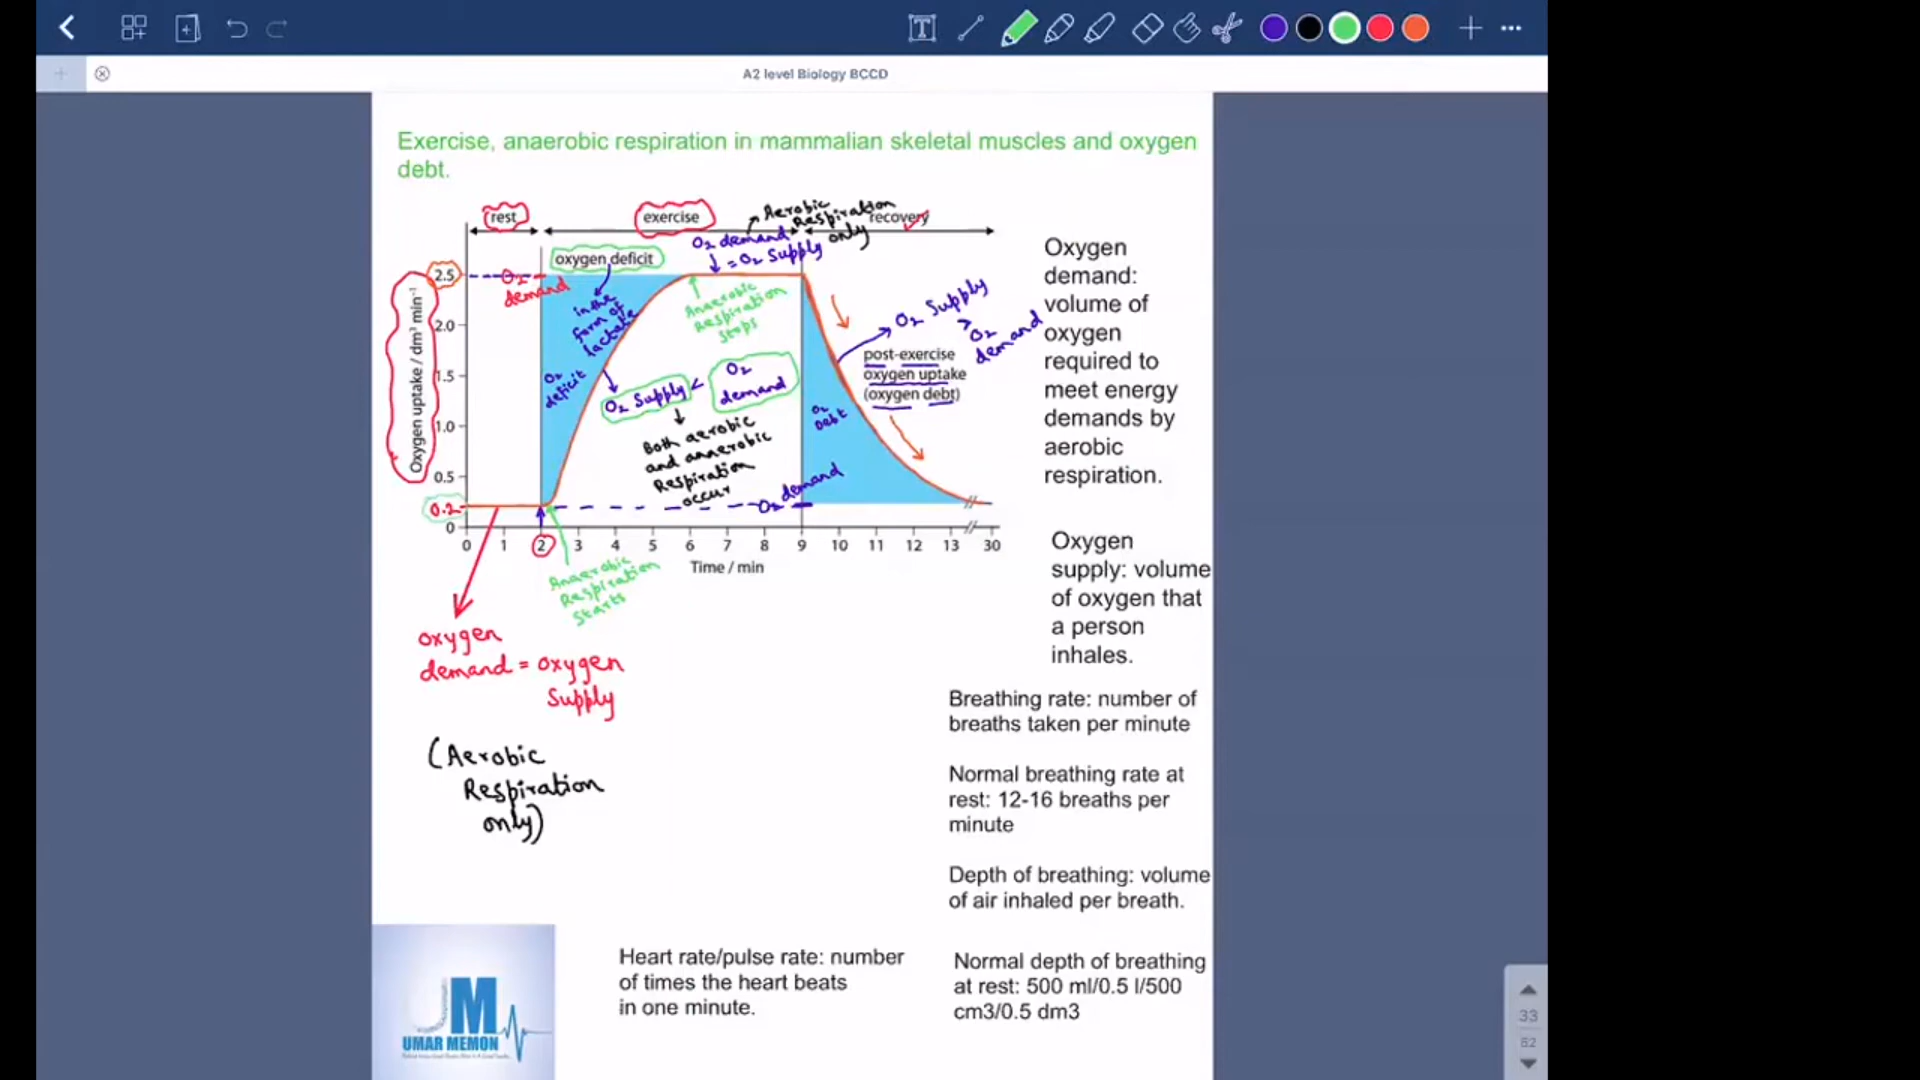 A2 level Biology BCCD
Exercise, anaerobic respiration in mammalian skeletal muscles and oxygen
debt.
rest
exercise
recovery
Aerobic
Respiration
only
O2 demand
= O2 Supply
oxygen deficit
2.5
O2
demand
in the
form of
lactate
Anaerobic
Respiration
stops
O2
deficit
O2 Supply <
O2
demand
Both aerobic
and anaerobic
Respiration
occur
O2 Supply
>
O2
demand
post-exercise
oxygen uptake
(oxygen debt)
O2
Debt
O2 demand
Oxygen uptake / dm³ min⁻¹
2.0
1.5
1.0
0.5
0.2
0
0 1 2 3 4 5 6 7 8 9 10 11 12 13 30
Time / min
Anaerobic
Respiration
starts
oxygen
demand = oxygen
Supply
(Aerobic
Respiration
only)
Oxygen
demand:
volume of
oxygen
required to
meet energy
demands by
aerobic
respiration.
Oxygen
supply: volume
of oxygen that
a person
inhales.
Breathing rate: number of
breaths taken per minute
Normal breathing rate at
rest: 12-16 breaths per
minute
Depth of breathing: volume
of air inhaled per breath.
Normal depth of breathing
at rest: 500 ml/0.5 l/500
cm3/0.5 dm3
Heart rate/pulse rate: number
of times the heart beats
in one minute.
UM
UMAR MEMON
33
52